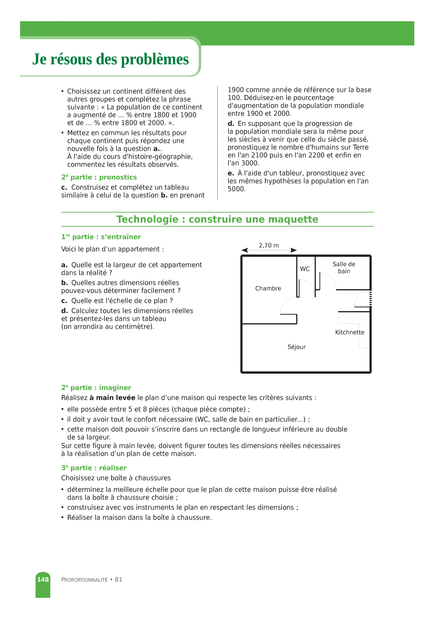 Je résous des problèmes
• Choisissez un continent différent des
autres groupes et complétez la phrase
suivante : « La population de ce continent
a augmenté de ... % entre 1800 et 1900
et de ... % entre 1800 et 2000. ».
• Mettez en commun les résultats pour
chaque continent puis répondez une
nouvelle fois à la question a..
À l'aide du cours d'histoire-géographie,
commentez les résultats observés.
2e partie : pronostics
c. Construisez et complétez un tableau
similaire à celui de la question b. en prenant
1900 comme année de référence sur la base
100. Déduisez-en le pourcentage
d'augmentation de la population mondiale
entre 1900 et 2000.
d. En supposant que la progression de
la population mondiale sera la même pour
les siècles à venir que celle du siècle passé,
pronostiquez le nombre d'humains sur Terre
en l'an 2100 puis en l'an 2200 et enfin en
l'an 3000.
e. À l'aide d'un tableur, pronostiquez avec
les mêmes hypothèses la population en l'an
5000.
Technologie : construire une maquette
1re partie : s'entraîner
Voici le plan d'un appartement :
a. Quelle est la largeur de cet appartement
dans la réalité ?
b. Quelles autres dimensions réelles
pouvez-vous déterminer facilement ?
c. Quelle est l'échelle de ce plan ?
d. Calculez toutes les dimensions réelles
et présentez-les dans un tableau
(on arrondira au centimètre).
2,70 m
WC
Salle de
bain
Chambre
Kitchnette
Séjour
2e partie : imaginer
Réalisez à main levée le plan d'une maison qui respecte les critères suivants :
• elle possède entre 5 et 8 pièces (chaque pièce compte) ;
• il doit y avoir tout le confort nécessaire (WC, salle de bain en particulier...) ;
• cette maison doit pouvoir s'inscrire dans un rectangle de longueur inférieure au double
de sa largeur.
Sur cette figure à main levée, doivent figurer toutes les dimensions réelles nécessaires
à la réalisation d'un plan de cette maison.
3e partie : réaliser
Choisissez une boîte à chaussures
• déterminez la meilleure échelle pour que le plan de cette maison puisse être réalisé
dans la boîte à chaussure choisie ;
• construisez avec vos instruments le plan en respectant les dimensions ;
• Réaliser la maison dans la boîte à chaussure.
148 PROPORTIONNALITÉ • B1